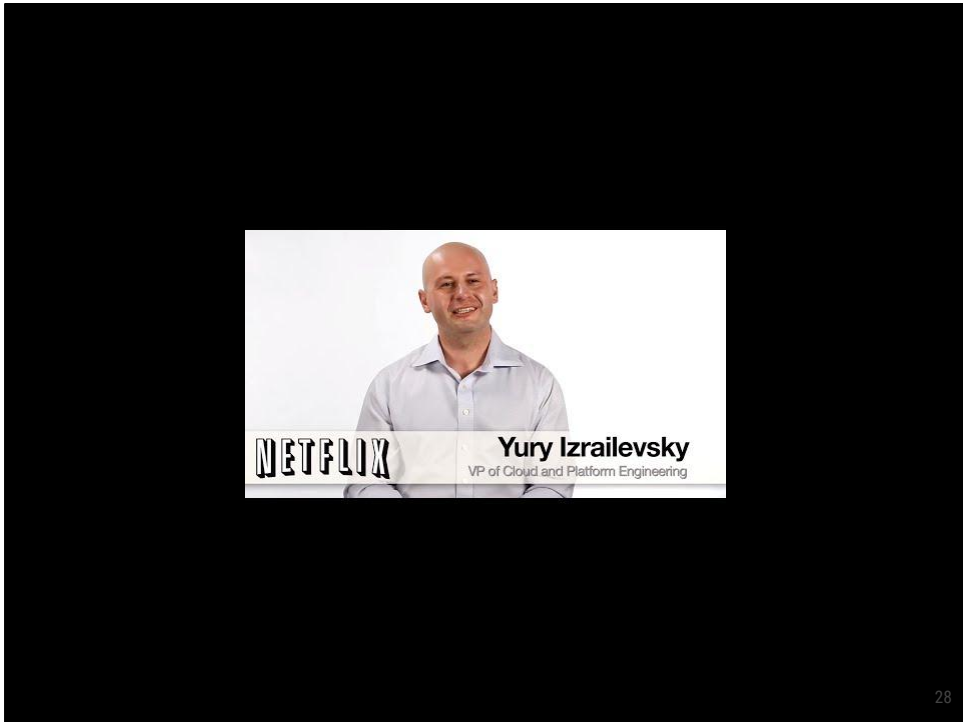 NETFLIX
Yury Izrailevsky
VP of Cloud and Platform Engineering
28